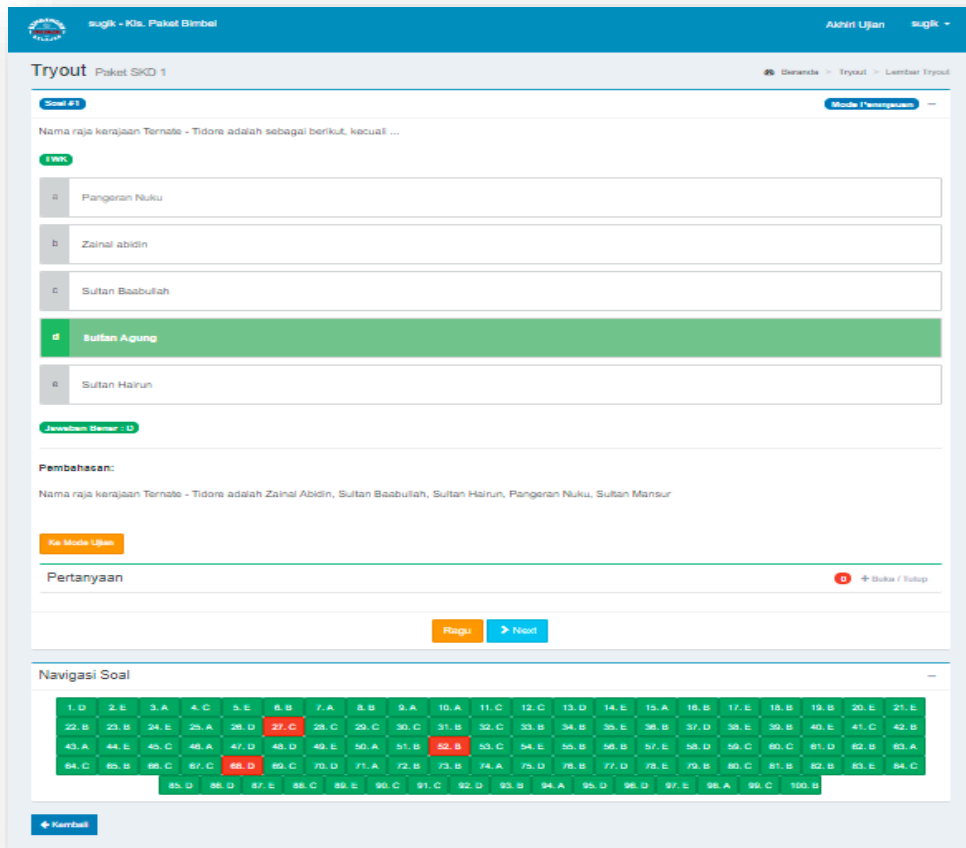 sugik - Kls. Paket Bimbel
Akhiri Ujian sugik
Tryout Paket SKD 1
Beranda > Tryout > Lembar Tryout
Soal #1
Mode Peninjauan
Nama raja kerajaan Ternate - Tidore adalah sebagai berikut, kecuali ...
TWK
a Pangeran Nuku
b Zainal abidin
c Sultan Baabullah
d Sultan Agung
e Sultan Hairun
Jawaban Benar : D
Pembahasan:
Nama raja kerajaan Ternate - Tidore adalah Zainal Abidin, Sultan Baabullah, Sultan Hairun, Pangeran Nuku, Sultan Mansur
Ke Mode Ujian
Pertanyaan
0 + Buka / Tutup
Ragu
Next
Navigasi Soal
1. D 2. E 3. A 4. C 5. E 6. B 7. A 8. B 9. A 10. A 11. C 12. C 13. D 14. E 15. A 16. B 17. E 18. B 19. B 20. E 21. E
22. B 23. B 24. E 25. A 26. D 27. C 28. C 29. C 30. C 31. B 32. C 33. B 34. B 35. E 36. B 37. D 38. E 39. B 40. E 41. C 42. B
43. A 44. E 45. C 46. A 47. D 48. D 49. E 50. A 51. B 52. B 53. C 54. E 55. B 56. B 57. E 58. D 59. C 60. C 61. D 62. B 63. A
64. C 65. B 66. C 67. C 68. D 69. C 70. D 71. A 72. B 73. B 74. A 75. D 76. B 77. D 78. E 79. B 80. C 81. B 82. B 83. E 84. C
85. D 86. D 87. E 88. C 89. E 90. C 91. C 92. D 93. B 94. A 95. D 96. D 97. E 98. A 99. C 100. B
Kembali